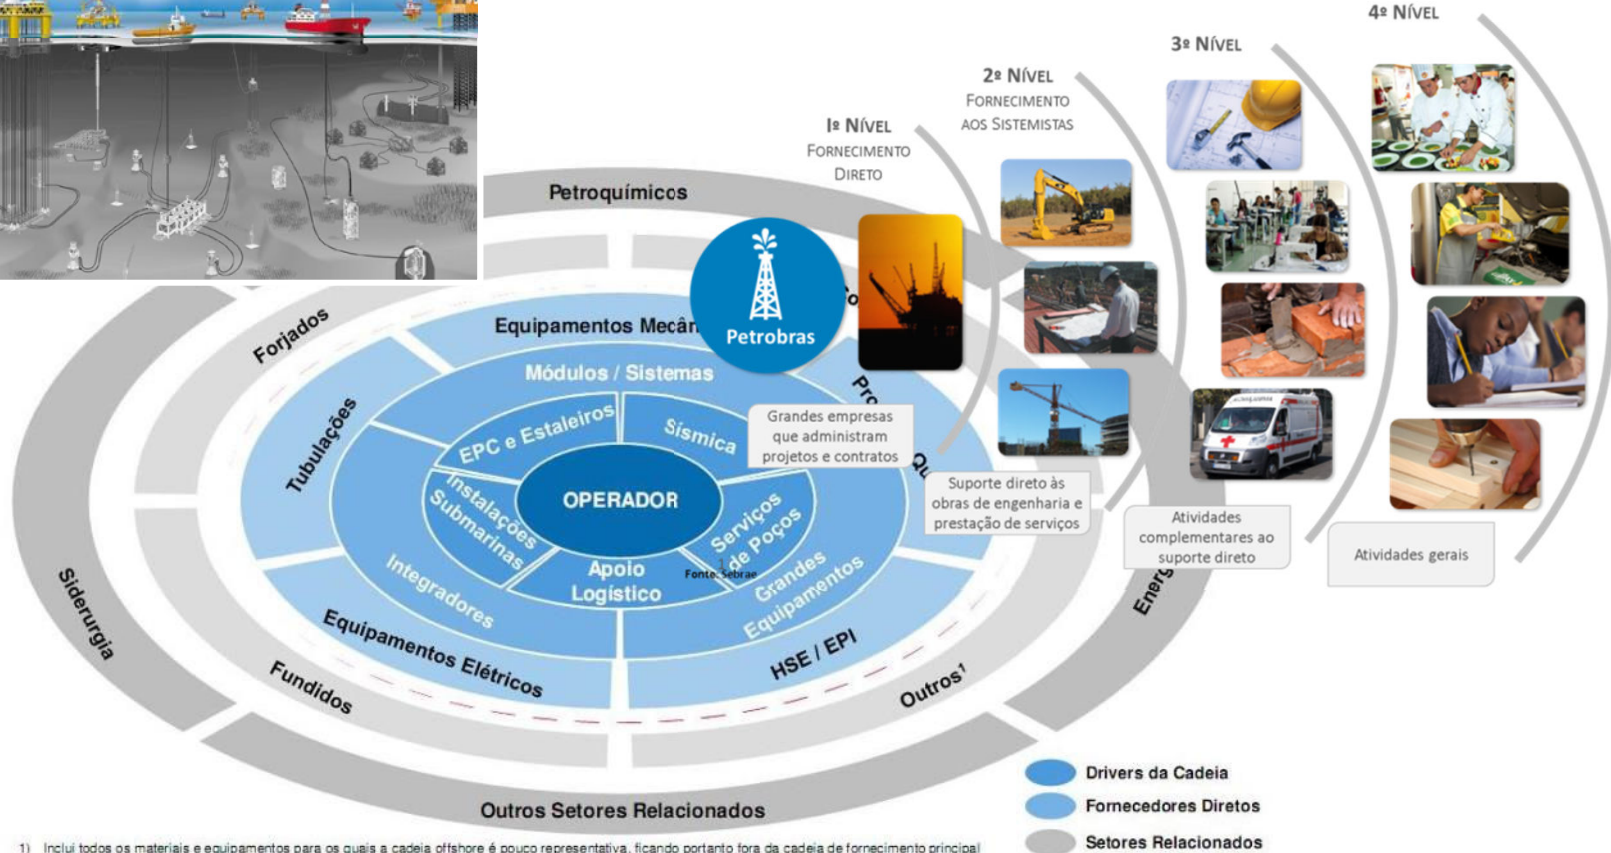 4º NÍVEL
3º NÍVEL
2º NÍVEL
FORNECIMENTO
AOS SISTEMISTAS
Iº NÍVEL
FORNECIMENTO
DIRETO
Petroquímicos
Petrobras
Forjados
Equipamentos Mecân
Módulos / Sistemas
Tubulações
EPC e Estaleiros
Sísmica
Grandes empresas
que administram
projetos e contratos
OPERADOR
Instalações
Submarinas
Serviços
de Poços
Suporte direto às
obras de engenharia e
prestação de serviços
Atividades
complementares ao
suporte direto
Atividades gerais
Apoio
Logístico
Fonte: Sebrae
Integradores
Grandes
Equipamentos
Siderurgia
Equipamentos Elétricos
HSE / EPI
Fundidos
Outros¹
Outros Setores Relacionados
Drivers da Cadeia
Fornecedores Diretos
Setores Relacionados
1) Inclui todos os materiais e equipamentos para os quais a cadeia offshore é pouco representativa, ficando portanto fora da cadeia de fornecimento principal